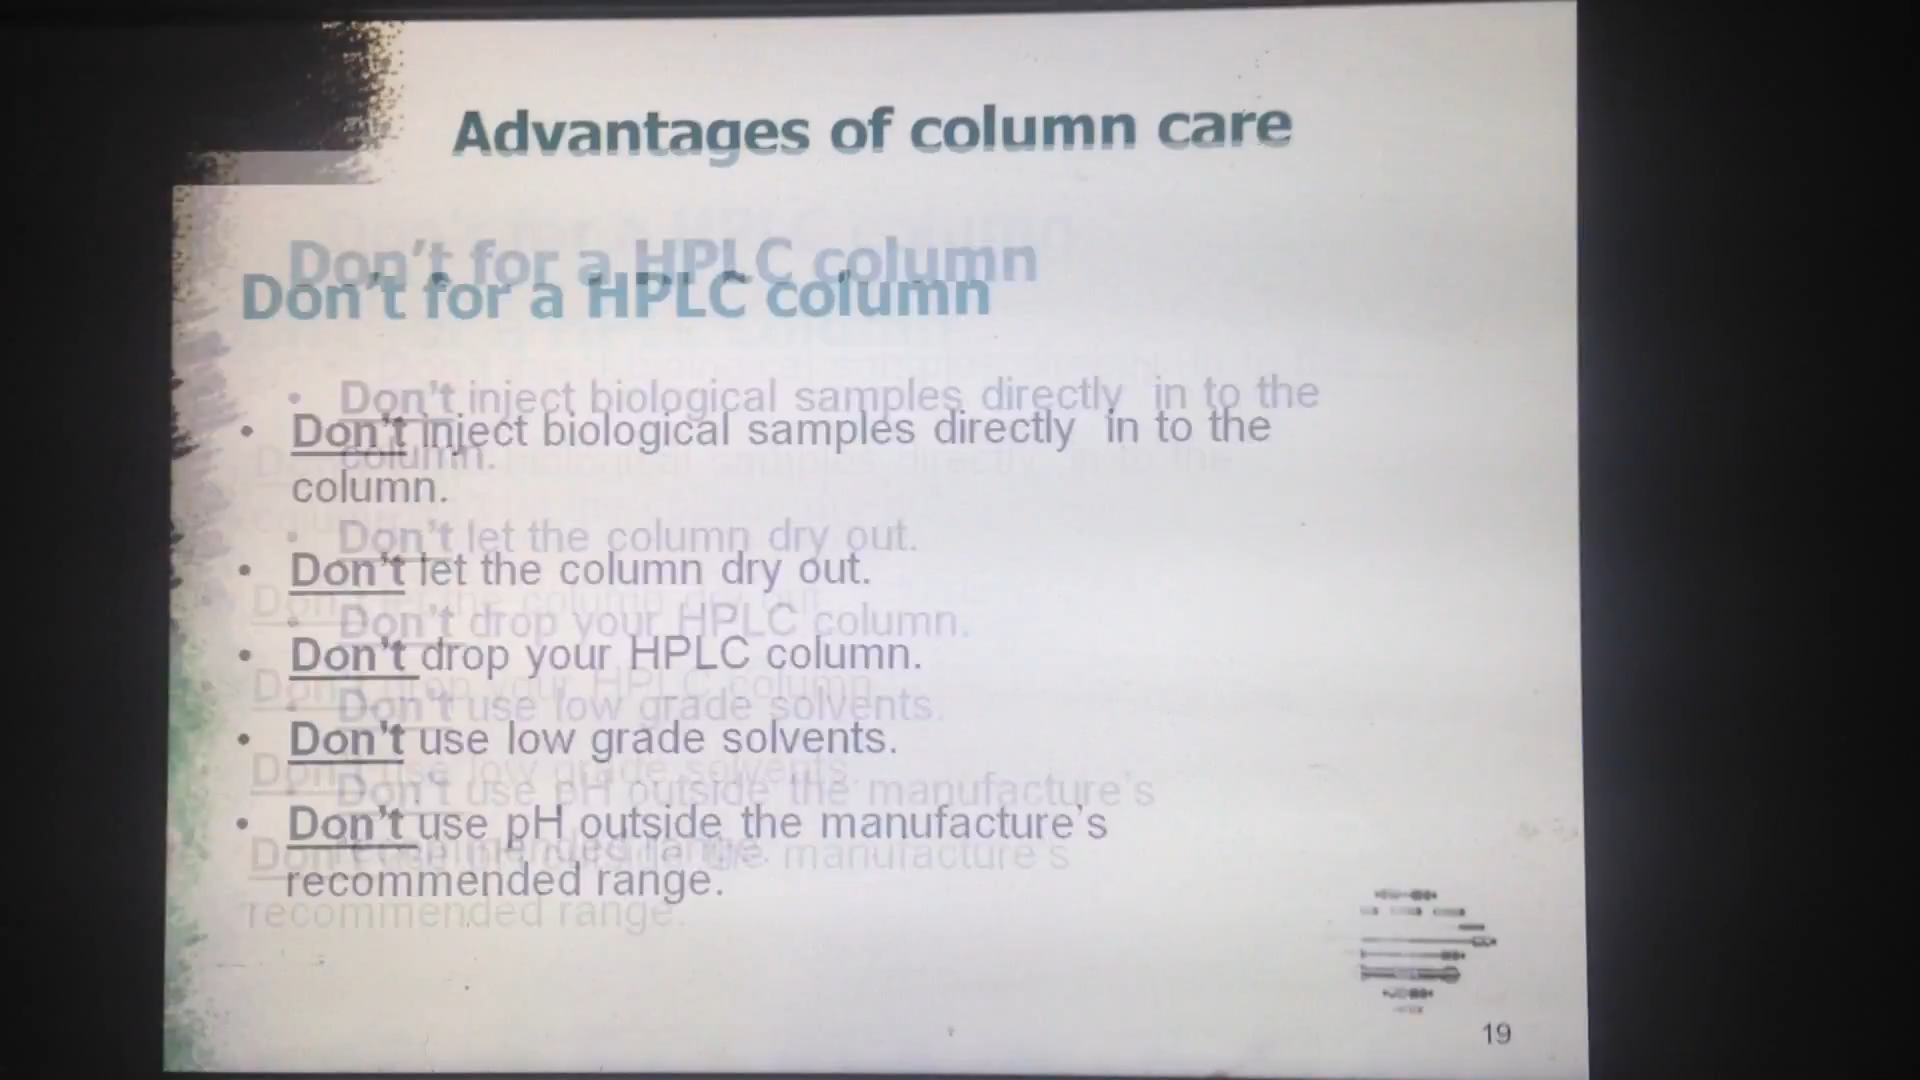 Advantages of column care
Don't for a HPLC column
• Don't inject biological samples directly in to the
column.
• Don't let the column dry out.
• Don't drop your HPLC column.
• Don't use low grade solvents.
• Don't use pH outside the manufacture's
recommended range.
19